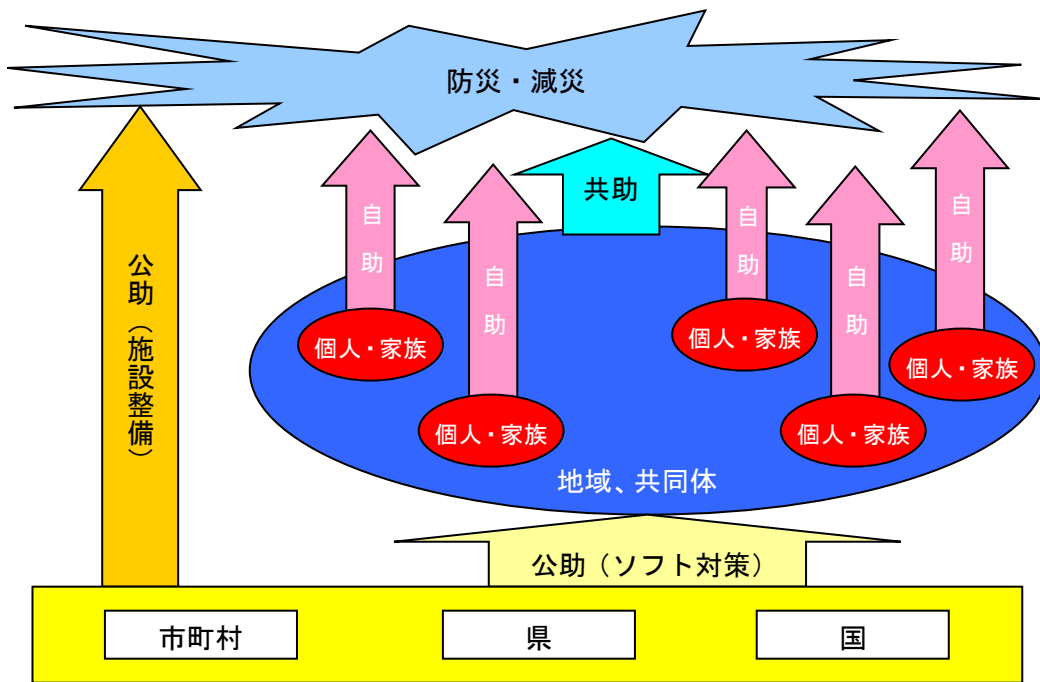 防災・減災
共助
自助
自助
自助
自助
自助
公助（施設整備）
個人・家族
個人・家族
個人・家族
個人・家族
個人・家族
地域、共同体
公助（ソフト対策）
市町村
県
国